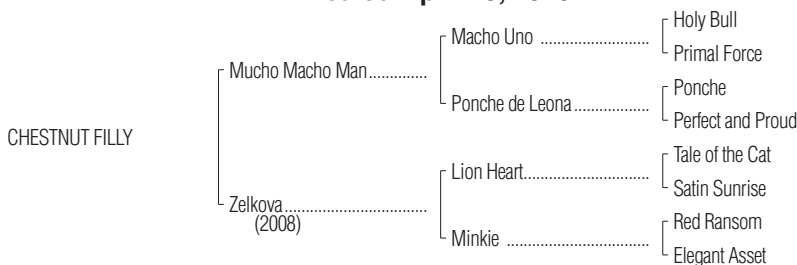 Holy Bull
Macho Uno ....................
Primal Force
Mucho Macho Man..............
Ponche
Ponche de Leona..................
Perfect and Proud
CHESTNUT FILLY
Tale of the Cat
Lion Heart.............................
Satin Sunrise
Zelkova..................................
(2008)
Red Ransom
Minkie .................................
Elegant Asset